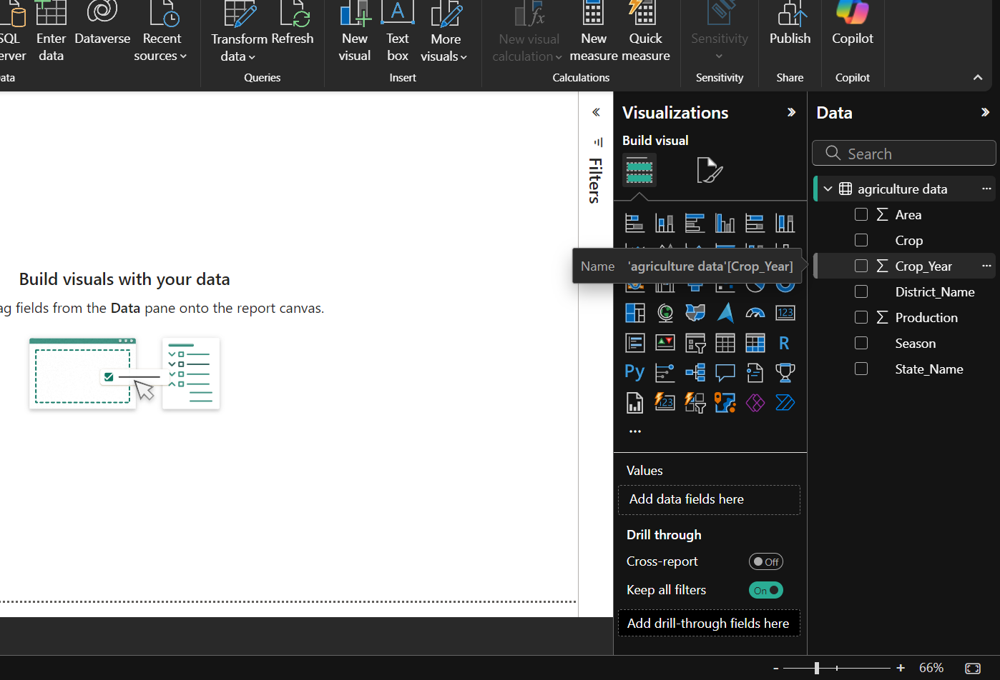 SQL
erver
Enter
data
Dataverse
Recent
sources
ata
Transform
data
Refresh
Queries
New
visual
A
Text
box
More
visuals
Insert
fx
New visual
calculation
New
measure
Quick
measure
Calculations
Sensitivity
Sensitivity
Publish
Share
Copilot
Copilot
Filters
Visualizations
Build visual
Name 'agriculture data'[Crop_Year]
123
R
Py
123
Values
Add data fields here
Drill through
Cross-report Off
Keep all filters On
Add drill-through fields here
Data
Search
agriculture data ...
Σ Area
Crop
Σ Crop_Year ...
District_Name
Σ Production
Season
State_Name
Build visuals with your data
ag fields from the Data pane onto the report canvas.
- + 66%